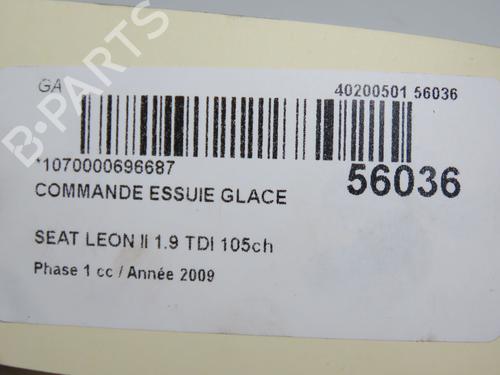 GA 40200501 56036
*1070000696687
56036
COMMANDE ESSUIE GLACE
SEAT LEON II 1.9 TDI 105ch
Phase 1 cc / Année 2009
B-PARTS